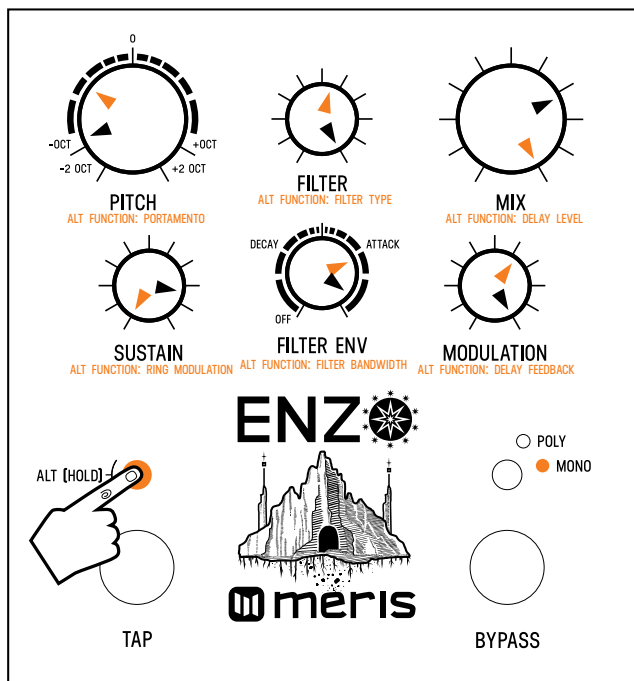 0
-OCT
+OCT
-2 OCT
+2 OCT
PITCH
ALT FUNCTION: PORTAMENTO
FILTER
ALT FUNCTION: FILTER TYPE
MIX
ALT FUNCTION: DELAY LEVEL
DECAY
ATTACK
OFF
SUSTAIN
ALT FUNCTION: RING MODULATION
FILTER ENV
ALT FUNCTION: FILTER BANDWIDTH
MODULATION
ALT FUNCTION: DELAY FEEDBACK
ENZO
POLY
MONO
ALT (HOLD)
meris
TAP
BYPASS